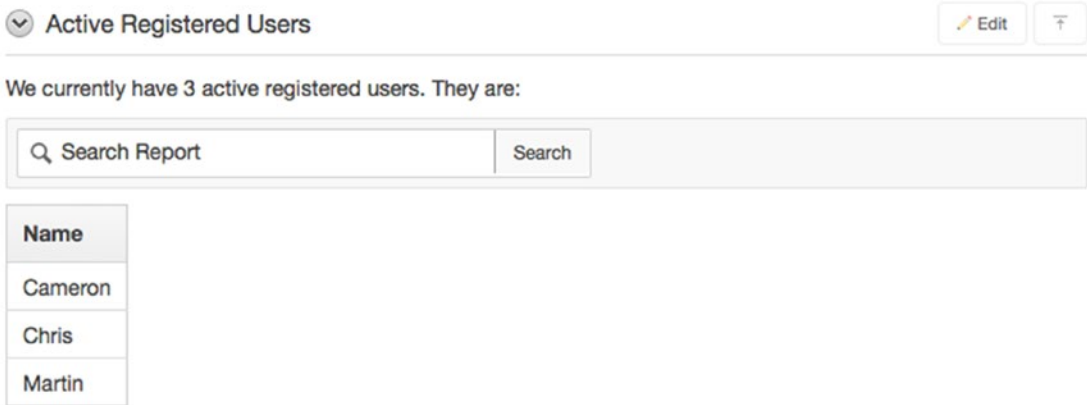 Active Registered Users
Edit
We currently have 3 active registered users. They are:
Search Report
Search
Name
Cameron
Chris
Martin